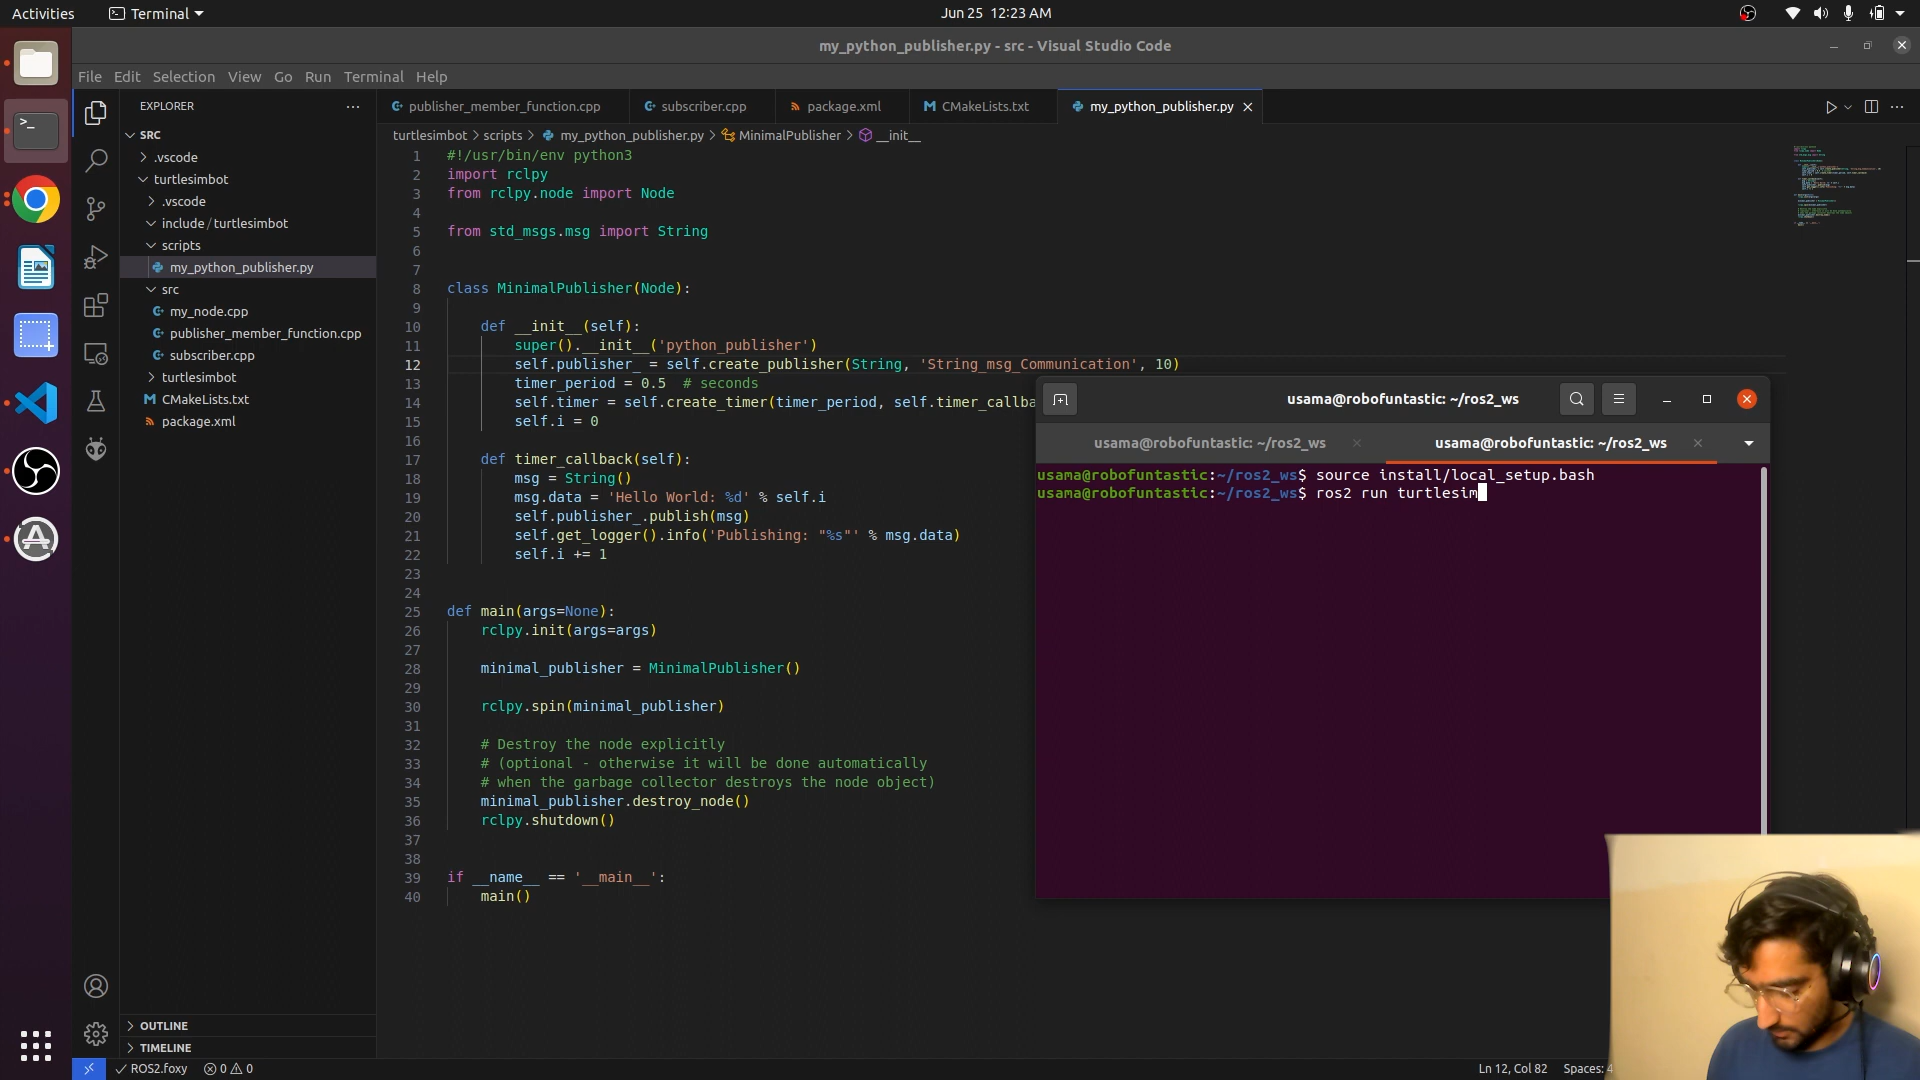 Activities
Terminal
Jun 25 12:23 AM
my_python_publisher.py - src - Visual Studio Code
File Edit Selection View Go Run Terminal Help
EXPLORER
SRC
.vscode
turtlesimbot
.vscode
include / turtlesimbot
scripts
my_python_publisher.py
src
my_node.cpp
publisher_member_function.cpp
subscriber.cpp
turtlesimbot
CMakeLists.txt
package.xml
OUTLINE
TIMELINE
publisher_member_function.cpp
subscriber.cpp
package.xml
CMakeLists.txt
my_python_publisher.py
turtlesimbot > scripts > my_python_publisher.py > MinimalPublisher > __init__
1 #!/usr/bin/env python3
2 import rclpy
3 from rclpy.node import Node
4
5 from std_msgs.msg import String
6
7
8 class MinimalPublisher(Node):
9
10 def __init__(self):
11 super().__init__('python_publisher')
12 self.publisher_ = self.create_publisher(String, 'String_msg_Communication', 10)
13 timer_period = 0.5  # seconds
14 self.timer = self.create_timer(timer_period, self.timer_callba
15 self.i = 0
16
17 def timer_callback(self):
18 msg = String()
19 msg.data = 'Hello World: %d' % self.i
20 self.publisher_.publish(msg)
21 self.get_logger().info('Publishing: "%s"' % msg.data)
22 self.i += 1
23
24
25 def main(args=None):
26 rclpy.init(args=args)
27
28 minimal_publisher = MinimalPublisher()
29
30 rclpy.spin(minimal_publisher)
31
32 # Destroy the node explicitly
33 # (optional - otherwise it will be done automatically
34 # when the garbage collector destroys the node object)
35 minimal_publisher.destroy_node()
36 rclpy.shutdown()
37
38
39 if __name__ == '__main__':
40 main()
usama@robofuntastic: ~/ros2_ws
usama@robofuntastic: ~/ros2_ws
usama@robofuntastic: ~/ros2_ws
usama@robofuntastic:~/ros2_ws$ source install/local_setup.bash
usama@robofuntastic:~/ros2_ws$ ros2 run turtlesim
ROS2.foxy
0
0
Ln 12, Col 82
Spaces: 4